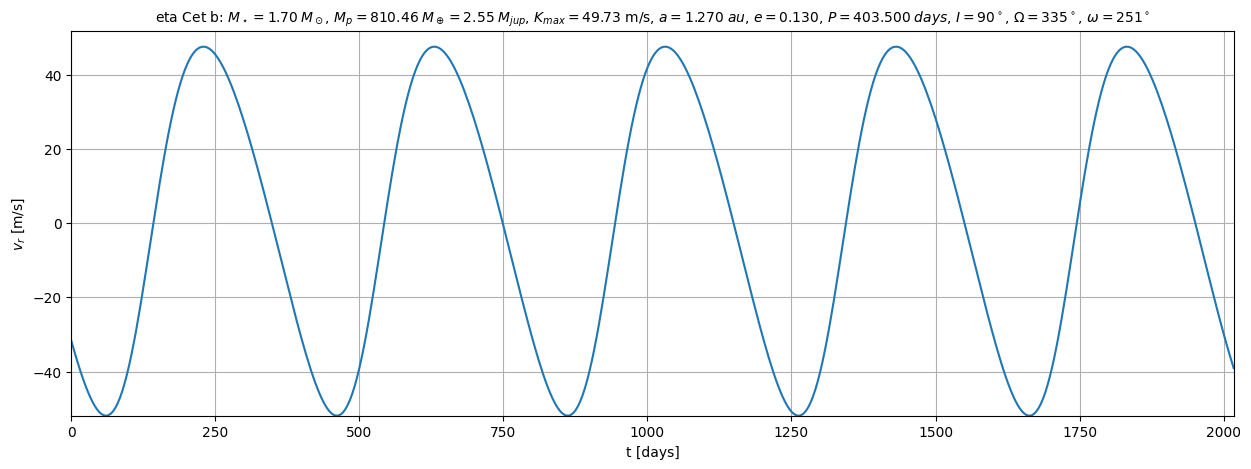 eta Cet b: M⋆ = 1.70 M⊙, Mp = 810.46 M⊕ = 2.55 Mjup, Kmax = 49.73 m/s, a = 1.270 au, e = 0.130, P = 403.500 days, I = 90°, Ω = 335°, ω = 251°
40
20
0
−20
−40
vr [m/s]
0 250 500 750 1000 1250 1500 1750 2000
t [days]